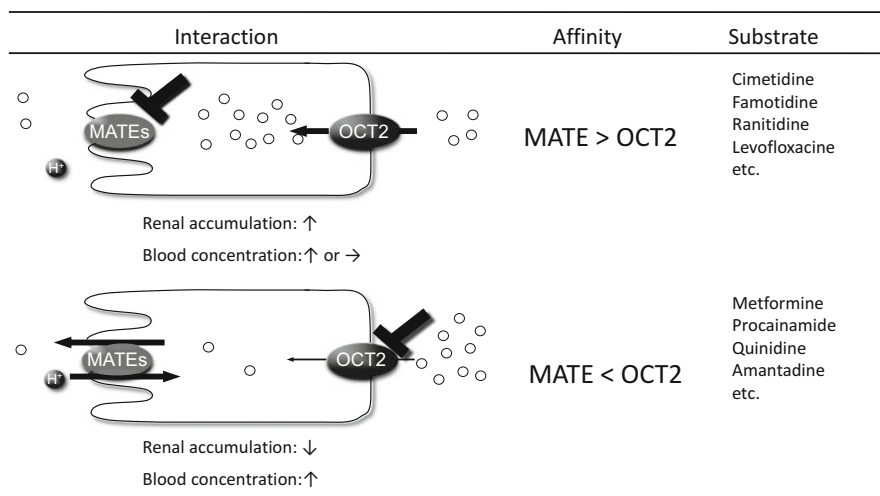 Interaction Affinity Substrate
MATEs
OCT2
H+
MATE > OCT2
Cimetidine
Famotidine
Ranitidine
Levofloxacine
etc.
Renal accumulation: ↑
Blood concentration:↑ or →
MATEs
OCT2
H+
MATE < OCT2
Metformine
Procainamide
Quinidine
Amantadine
etc.
Renal accumulation: ↓
Blood concentration:↑